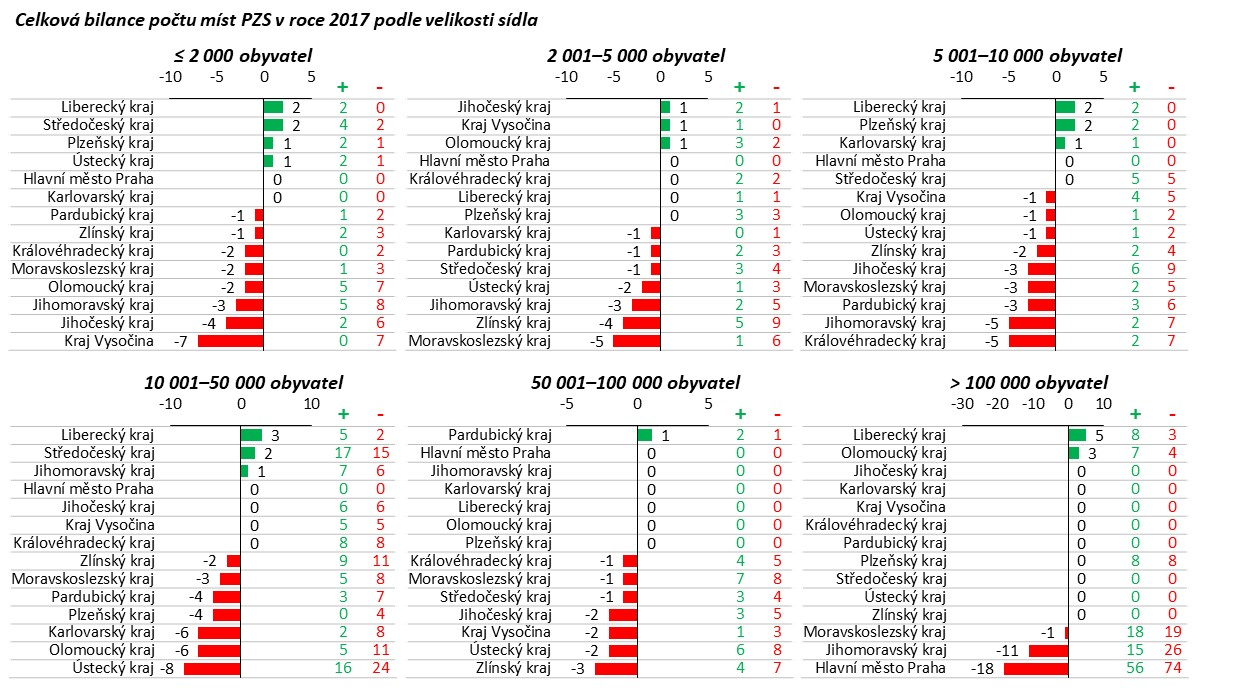 Celková bilance počtu míst PZS v roce 2017 podle velikosti sídla
≤ 2 000 obyvatel
-10 -5 0 5 + -
Liberecký kraj 2 2 0
Středočeský kraj 2 4 2
Plzeňský kraj 1 2 1
Ústecký kraj 1 2 1
Hlavní město Praha 0 0 0
Karlovarský kraj 0 0 0
Pardubický kraj -1 1 2
Zlínský kraj -1 2 3
Královéhradecký kraj -2 0 2
Moravskoslezský kraj -2 1 3
Olomoucký kraj -2 5 7
Jihomoravský kraj -3 5 8
Jihočeský kraj -4 2 6
Kraj Vysočina -7 0 7
2 001–5 000 obyvatel
-10 -5 0 5 + -
Jihočeský kraj 1 2 1
Kraj Vysočina 1 1 0
Olomoucký kraj 1 3 2
Hlavní město Praha 0 0 0
Královéhradecký kraj 0 2 2
Liberecký kraj 0 1 1
Plzeňský kraj 0 3 3
Karlovarský kraj -1 0 1
Pardubický kraj -1 2 3
Středočeský kraj -1 3 4
Ústecký kraj -2 1 3
Jihomoravský kraj -3 2 5
Zlínský kraj -4 5 9
Moravskoslezský kraj -5 1 6
5 001–10 000 obyvatel
-10 -5 0 5 + -
Liberecký kraj 2 2 0
Plzeňský kraj 2 2 0
Karlovarský kraj 1 1 0
Hlavní město Praha 0 0 0
Středočeský kraj 0 5 5
Kraj Vysočina -1 4 5
Olomoucký kraj -1 1 2
Ústecký kraj -1 1 2
Zlínský kraj -2 2 4
Jihočeský kraj -3 6 9
Moravskoslezský kraj -3 2 5
Pardubický kraj -3 3 6
Jihomoravský kraj -5 2 7
Královéhradecký kraj -5 2 7
10 001–50 000 obyvatel
-10 0 10 + -
Liberecký kraj 3 5 2
Středočeský kraj 2 17 15
Jihomoravský kraj 1 7 6
Hlavní město Praha 0 0 0
Jihočeský kraj 0 6 6
Kraj Vysočina 0 5 5
Královéhradecký kraj 0 8 8
Zlínský kraj -2 9 11
Moravskoslezský kraj -3 5 8
Pardubický kraj -4 3 7
Plzeňský kraj -4 0 4
Karlovarský kraj -6 2 8
Olomoucký kraj -6 5 11
Ústecký kraj -8 16 24
50 001–100 000 obyvatel
-5 0 5 + -
Pardubický kraj 1 2 1
Hlavní město Praha 0 0 0
Jihomoravský kraj 0 0 0
Karlovarský kraj 0 0 0
Liberecký kraj 0 0 0
Olomoucký kraj 0 0 0
Plzeňský kraj 0 0 0
Královéhradecký kraj -1 4 5
Moravskoslezský kraj -1 7 8
Středočeský kraj -1 3 4
Jihočeský kraj -2 3 5
Kraj Vysočina -2 1 3
Ústecký kraj -2 6 8
Zlínský kraj -3 4 7
> 100 000 obyvatel
-30 -20 -10 0 10 + -
Liberecký kraj 5 8 3
Olomoucký kraj 3 7 4
Jihočeský kraj 0 0 0
Karlovarský kraj 0 0 0
Kraj Vysočina 0 0 0
Královéhradecký kraj 0 0 0
Pardubický kraj 0 0 0
Plzeňský kraj 0 8 8
Středočeský kraj 0 0 0
Ústecký kraj 0 0 0
Zlínský kraj 0 0 0
Moravskoslezský kraj -1 18 19
Jihomoravský kraj -11 15 26
Hlavní město Praha -18 56 74